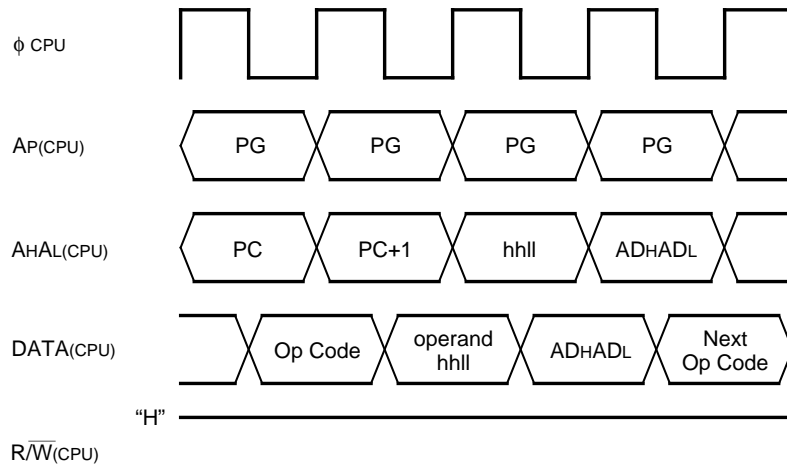 ϕ CPU
AP(CPU) PG PG PG PG
AHAL(CPU) PC PC+1 hhll ADHADL
DATA(CPU) Op Code operand hhll ADHADL Next Op Code
“H”
R/W̅(CPU)